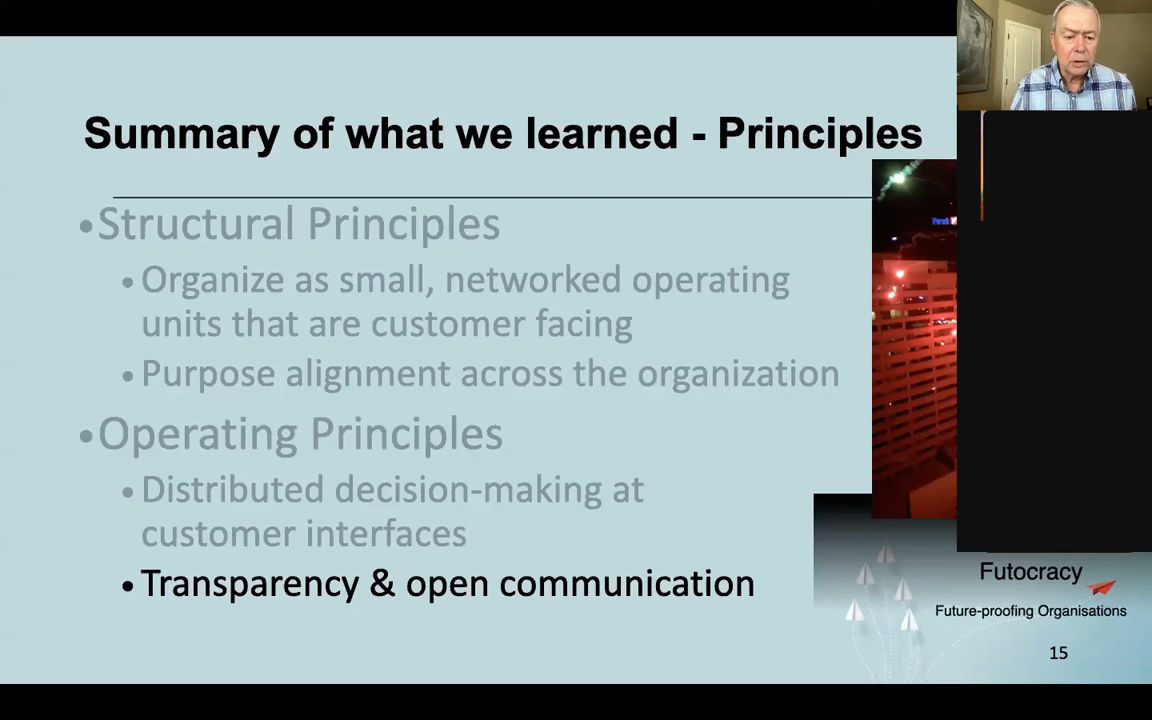 Summary of what we learned - Principles
•Structural Principles
•Organize as small, networked operating
units that are customer facing
•Purpose alignment across the organization
•Operating Principles
•Distributed decision-making at
customer interfaces
•Transparency & open communication
Futocracy
Future-proofing Organisations
15